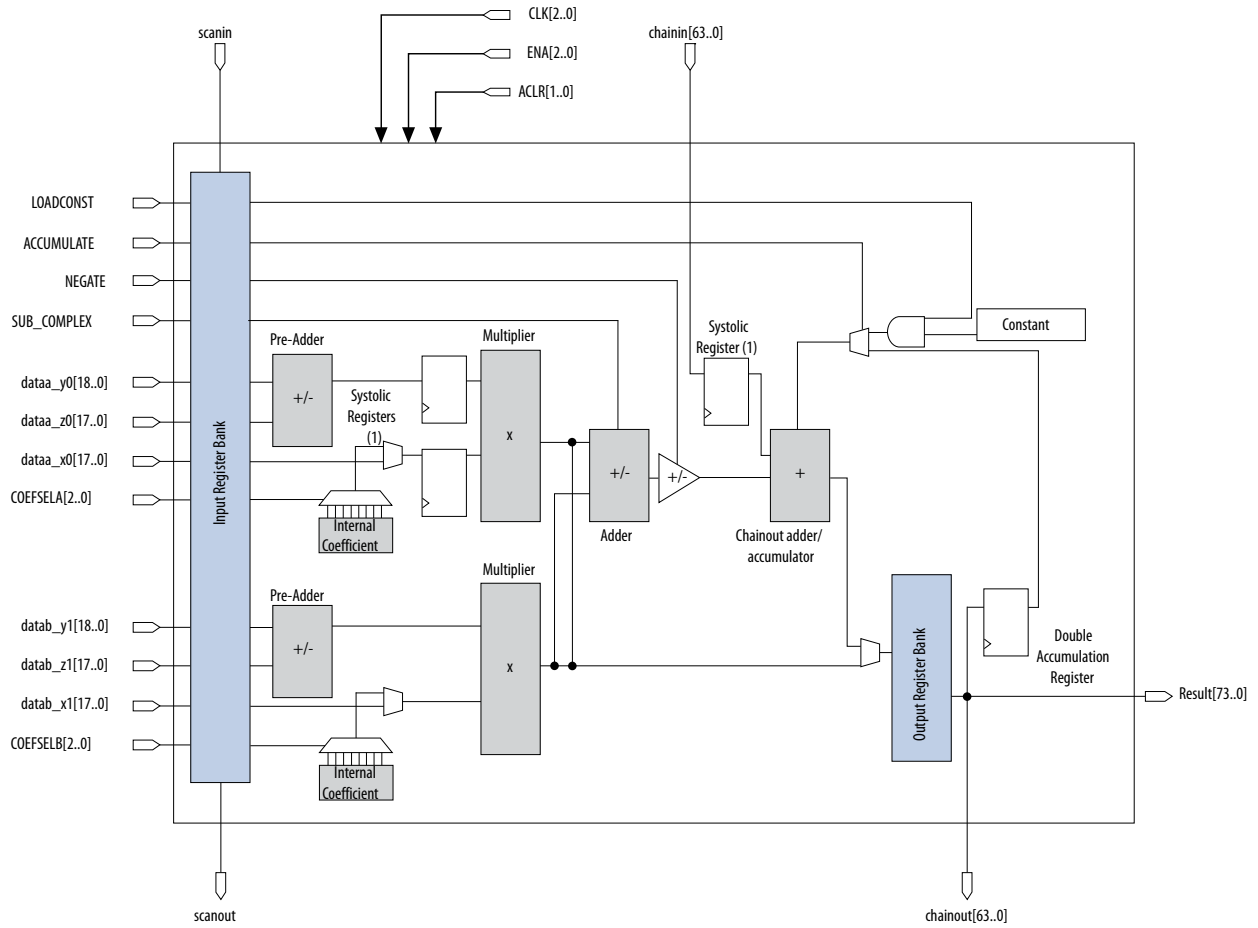 CLK[2..0]
scanin
chainin[63..0]
ENA[2..0]
ACLR[1..0]
LOADCONST
ACCUMULATE
NEGATE
SUB_COMPLEX
dataa_y0[18..0]
dataa_z0[17..0]
dataa_x0[17..0]
COEFSELA[2..0]
datab_y1[18..0]
datab_z1[17..0]
datab_x1[17..0]
COEFSELB[2..0]
Input Register Bank
Pre-Adder
+/-
Systolic
Registers
(1)
Internal
Coefficient
Multiplier
x
Pre-Adder
+/-
Internal
Coefficient
Multiplier
x
+/-
Adder
+/-
Systolic
Register (1)
+
Chainout adder/
accumulator
Constant
Output Register Bank
Double
Accumulation
Register
Result[73..0]
scanout
chainout[63..0]